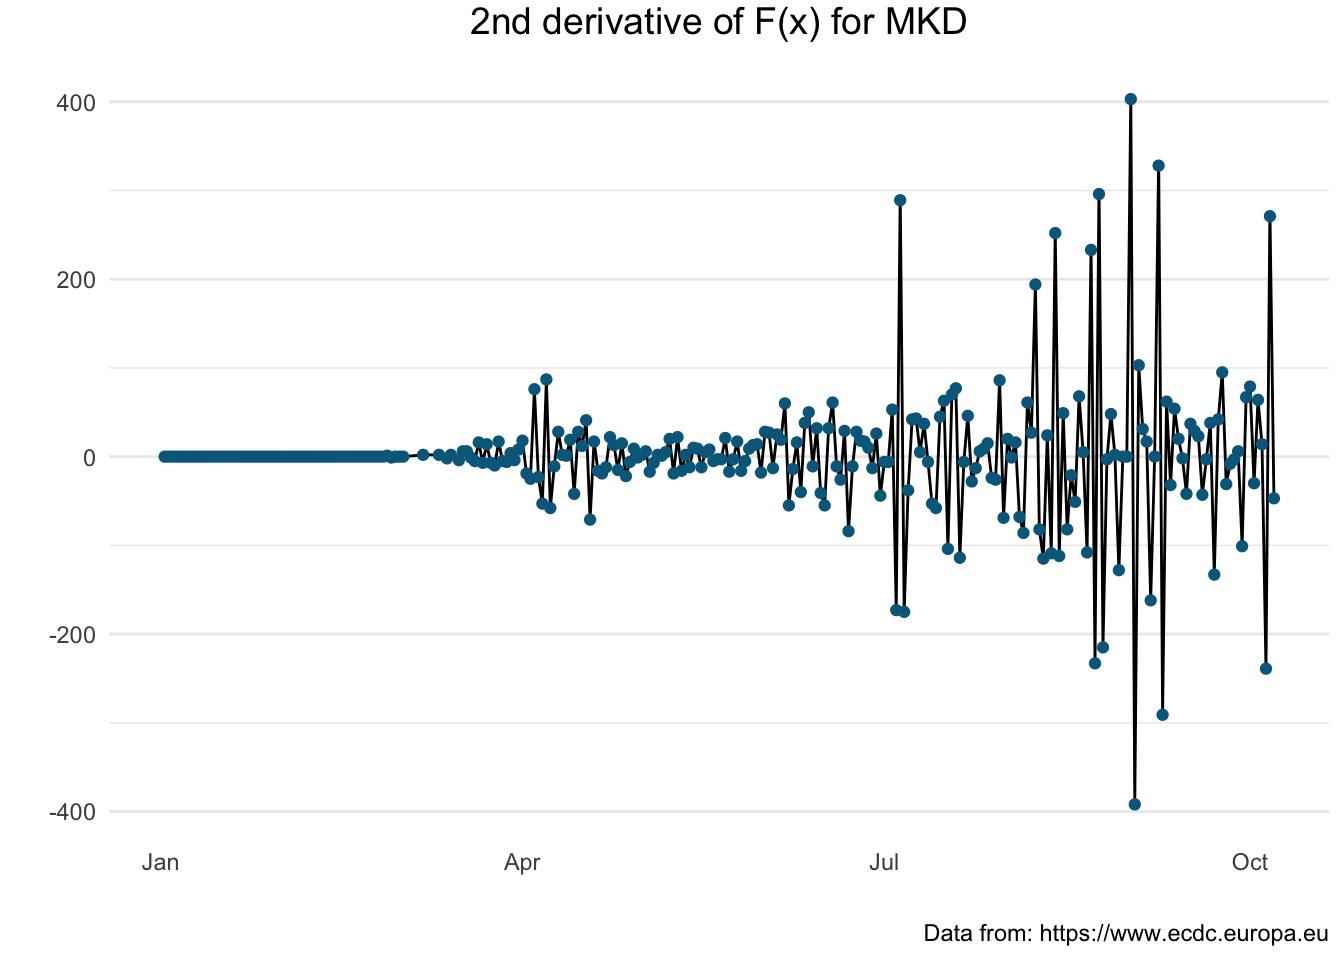 2nd derivative of F(x) for MKD
400
200
0
-200
-400
Jan Apr Jul Oct
Data from: https://www.ecdc.europa.eu